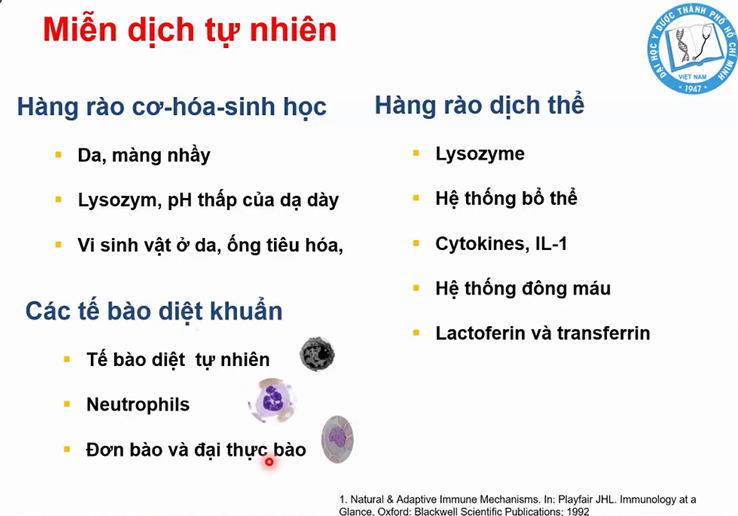 Miễn dịch tự nhiên
ĐẠI HỌC Y DƯỢC THÀNH PHỐ HỒ CHÍ MINH
VIỆT NAM
1947
Hàng rào cơ-hóa-sinh học
Da, màng nhầy
Lysozym, pH thấp của dạ dày
Vi sinh vật ở da, ống tiêu hóa,
Các tế bào diệt khuẩn
Tế bào diệt tự nhiên
Neutrophils
Đơn bào và đại thực bào
Hàng rào dịch thể
Lysozyme
Hệ thống bổ thể
Cytokines, IL-1
Hệ thống đông máu
Lactoferin và transferrin
1. Natural & Adaptive Immune Mechanisms. In: Playfair JHL. Immunology at a
Glance. Oxford: Blackwell Scientific Publications; 1992